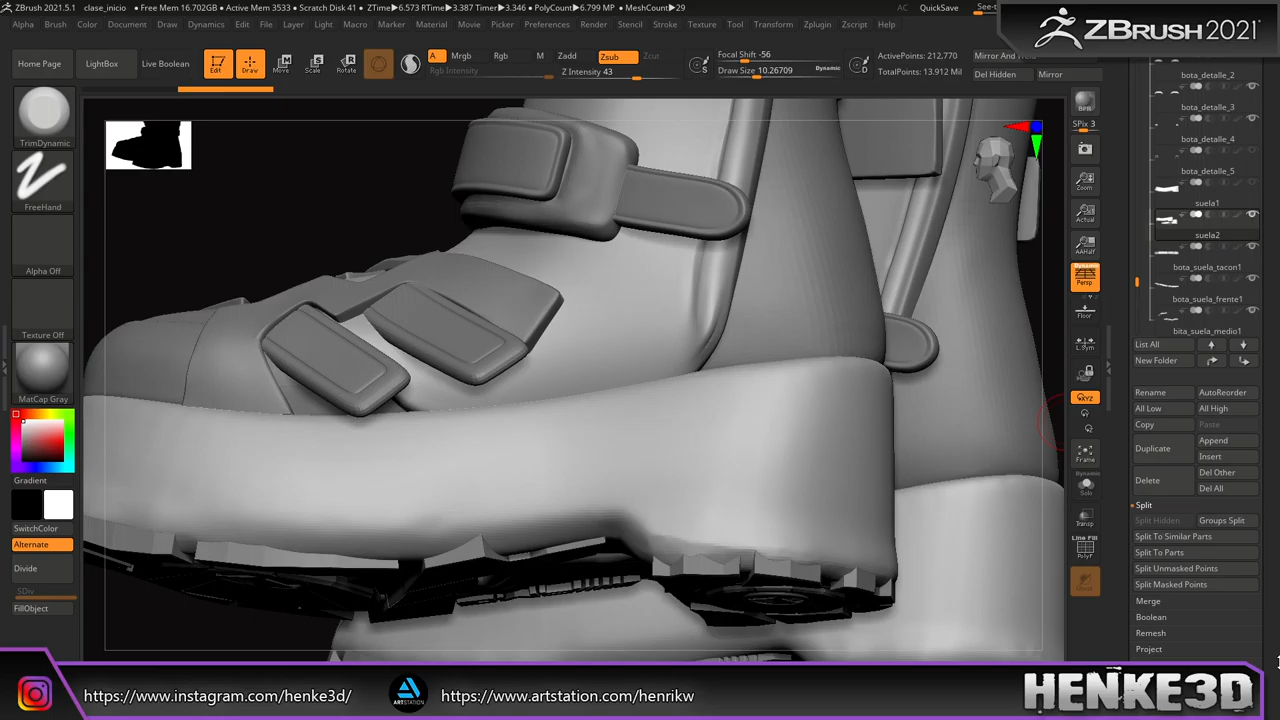 ZBrush 2021.5.1 clase_inicio • Free Mem 16.702GB • Active Mem 3533 • Scratch Disk 41 • ZTime▶6.573 RTime▶3.387 Timer▶3.346 • PolyCount▶6.799 MP • MeshCount▶29 AC QuickSave See-t
Alpha Brush Color Document Draw Dynamics Edit File Layer Light Macro Marker Material Movie Picker Preferences Render Stencil Stroke Texture Tool Transform Zplugin Zscript Help
ZBRUSH 2021
Home Page LightBox Live Boolean Edit Draw Move Scale Rotate
A Mrgb Rgb M Zadd Zsub Zcut
Rgb Intensity Z Intensity 43
S Focal Shift -56
Draw Size 10.26709 Dynamic D
ActivePoints: 212.770
TotalPoints: 13.912 Mil
Del Hidden Mirror
TrimDynamic
FreeHand
Alpha Off
Texture Off
MatCap Gray
Gradient
SwitchColor
Alternate
Divide
SDiv
FillObject
BPR
SPix 3
Zoom
Actual
AAHalf
Dynamic
Persp
Floor
L.Sym
XYZ
Frame
Dynamic
Solo
Transp
Line Fill
PolyF
bota_detalle_2
bota_detalle_3
bota_detalle_4
bota_detalle_5
suela1
suela2
bota_suela_tacon1
bota_suela_frente1
bita_suela_medio1
List All
New Folder
Rename AutoReorder
All Low All High
Copy Paste
Duplicate Append
Insert
Delete Del Other
Del All
Split
Split Hidden Groups Split
Split To Similar Parts
Split To Parts
Split Unmasked Points
Split Masked Points
Merge
Boolean
Remesh
Project
https://www.instagram.com/henke3d/
ARTSTATION
https://www.artstation.com/henrikw
HENKE3D